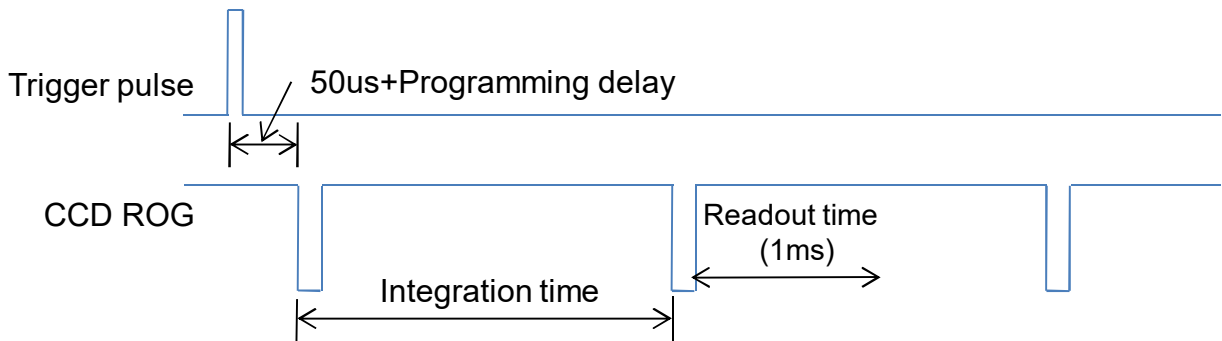 Trigger pulse
50us+Programming delay
CCD ROG
Readout time
(1ms)
Integration time